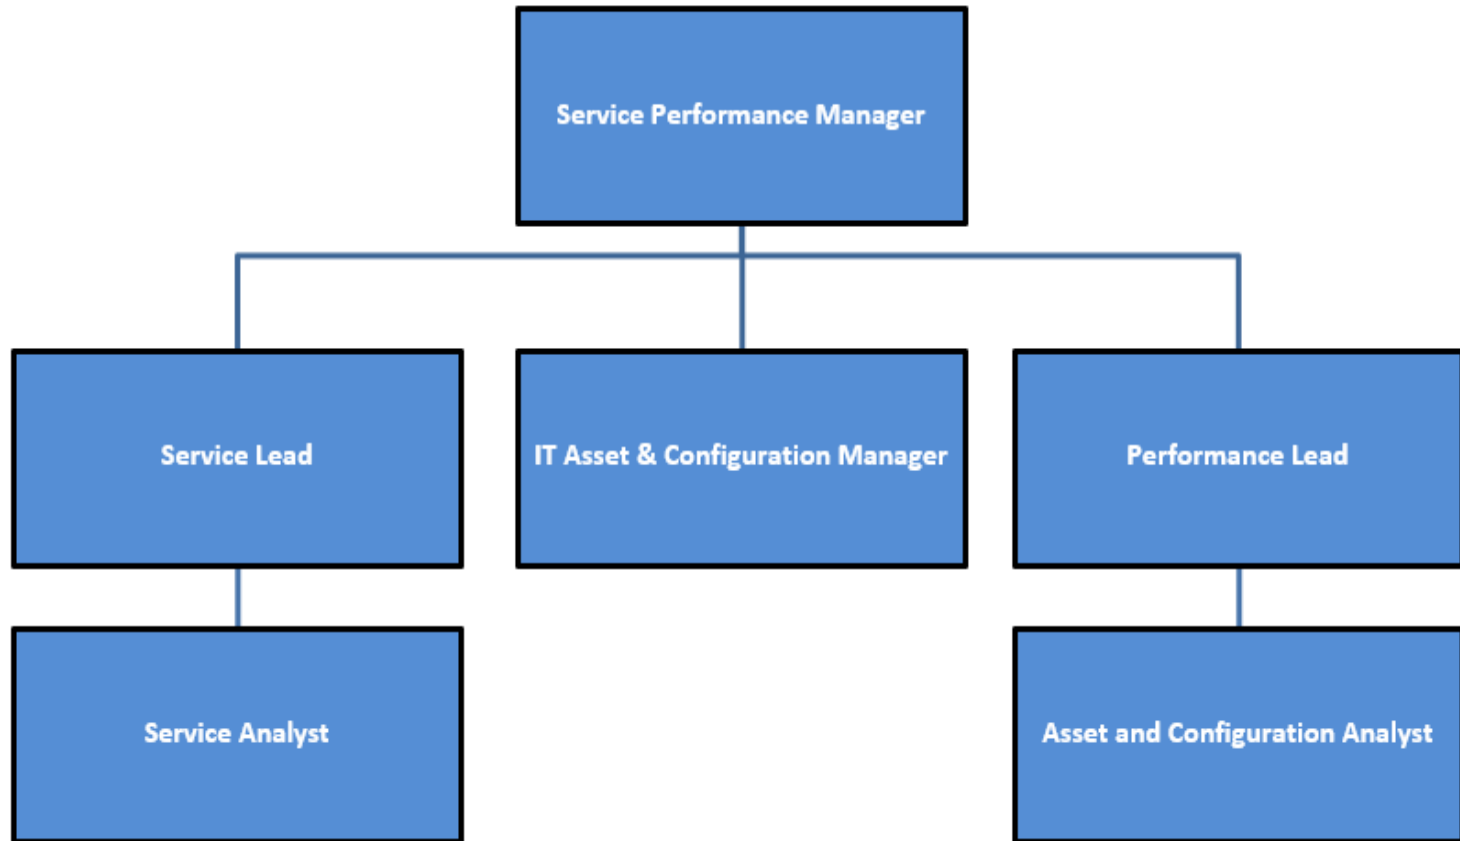 Service Performance Manager
Service Lead
IT Asset & Configuration Manager
Performance Lead
Service Analyst
Asset and Configuration Analyst